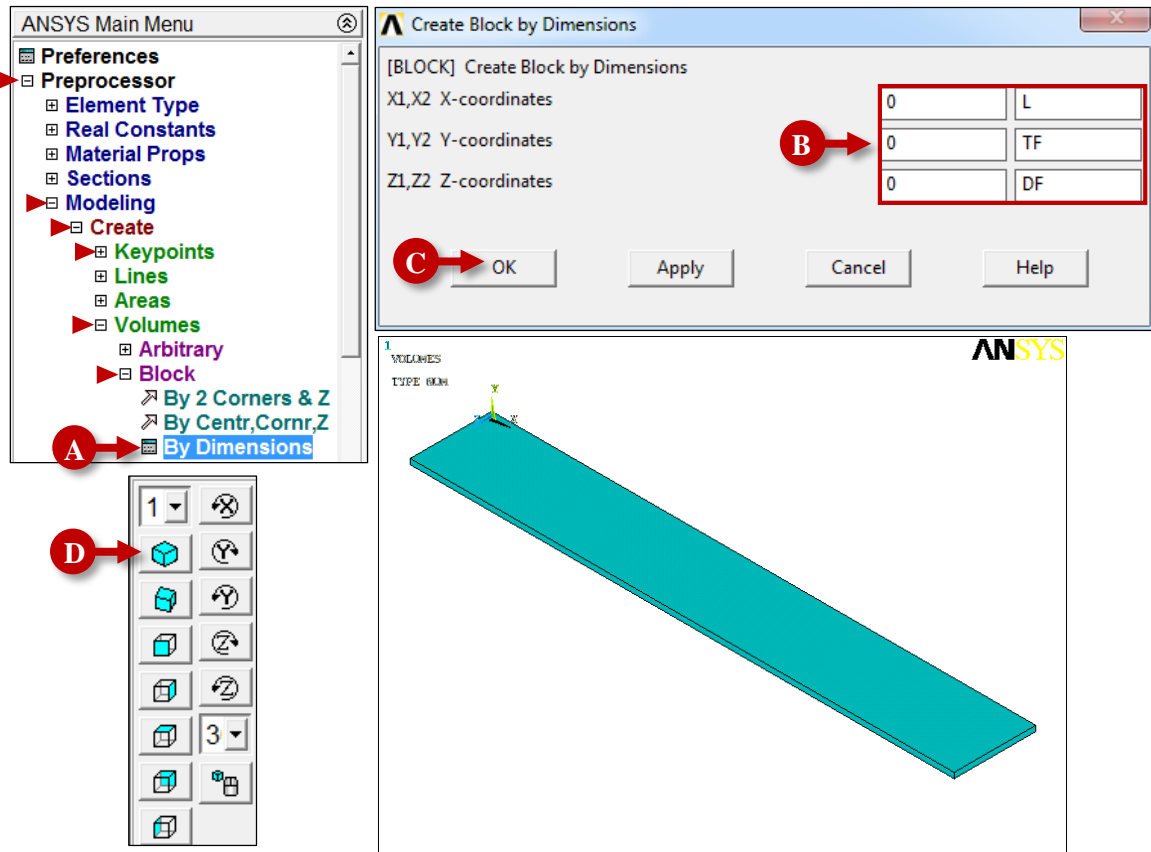 ANSYS Main Menu
Preferences
Preprocessor
Element Type
Real Constants
Material Props
Sections
Modeling
Create
Keypoints
Lines
Areas
Volumes
Arbitrary
Block
By 2 Corners & Z
By Centr,Cornr,Z
A By Dimensions
Create Block by Dimensions
[BLOCK] Create Block by Dimensions
X1,X2 X-coordinates 0 L
Y1,Y2 Y-coordinates B 0 TF
Z1,Z2 Z-coordinates 0 DF
C OK Apply Cancel Help
1 X
D Y
Y
Z
Z
3
1 ANSYS
VOLUMES
TYPE NUM
Y
Z X